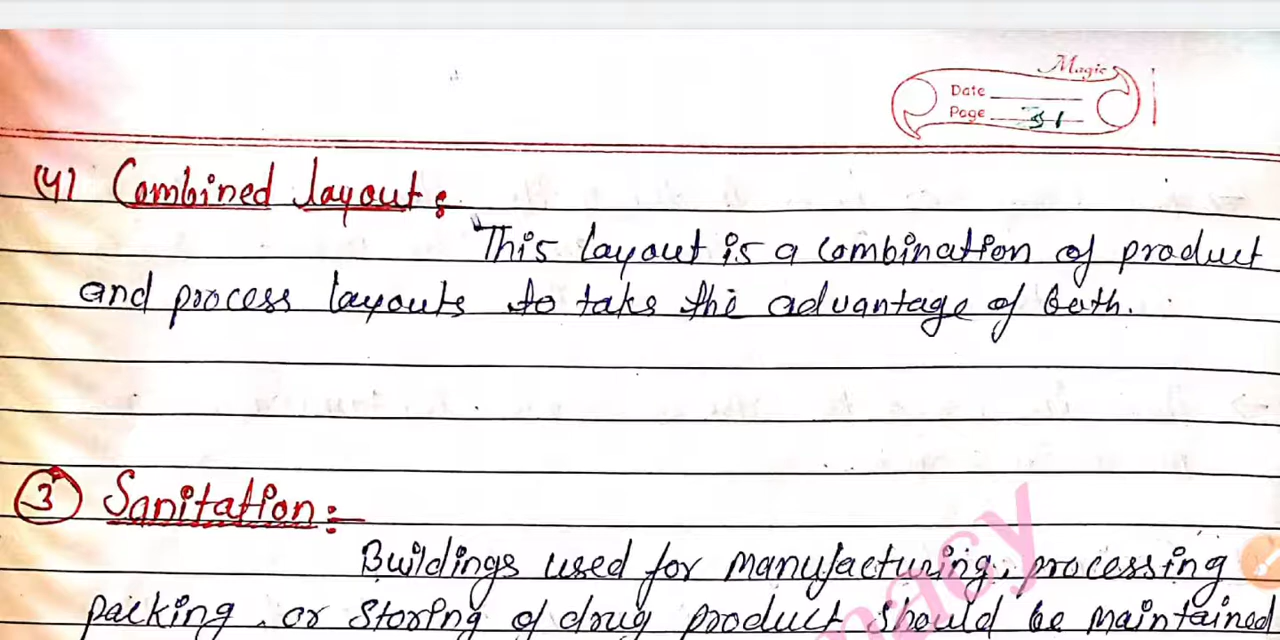 Magic
Date
Page 31
(4) Combined layout :
This layout is a combination of product
and process layouts to take the advantage of both.
③ Sanitation :-
Buildings used for manufacturing, processing
packing, or storing of drug product should be maintained